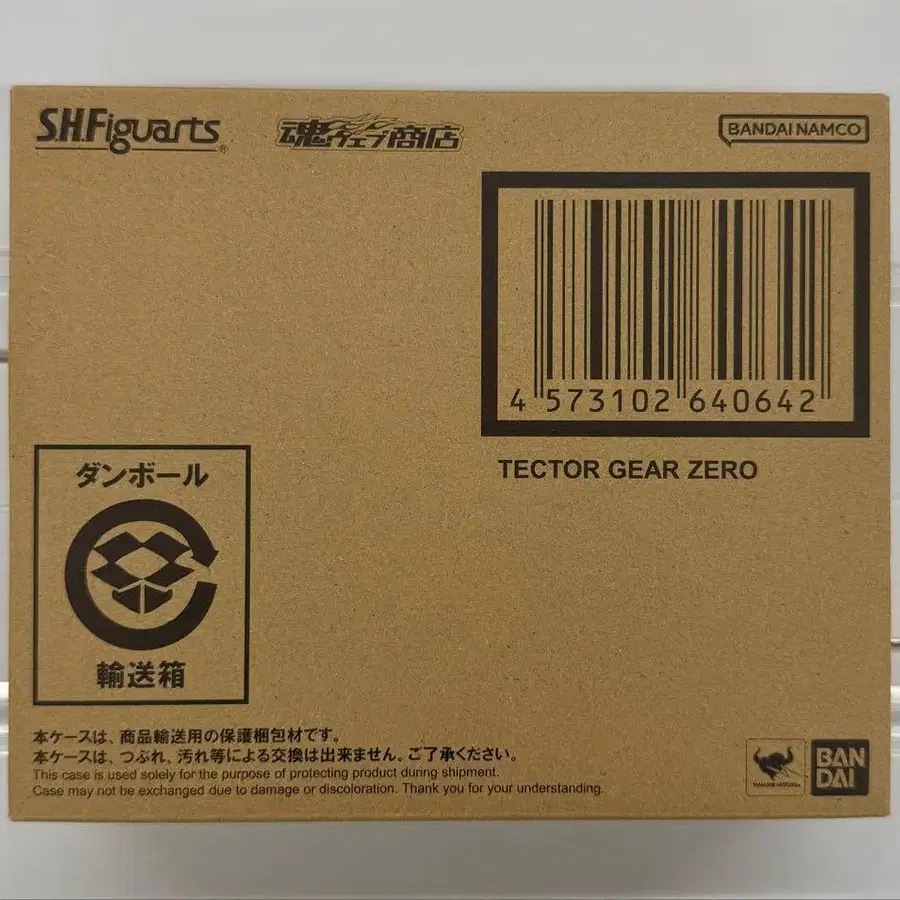 S.H.Figuarts®
魂ウェブ商店
BANDAI NAMCO
4 573102 640642
TECTOR GEAR ZERO
ダンボール
輸送箱
本ケースは、商品輸送用の保護梱包材です。
本ケースは、つぶれ、汚れ等による交換は出来ません。ご了承ください。
This case is used solely for the purpose of protecting product during shipment.
Case may not be exchanged due to damage or discoloration. Thank you for your understanding.
BAN
DAI